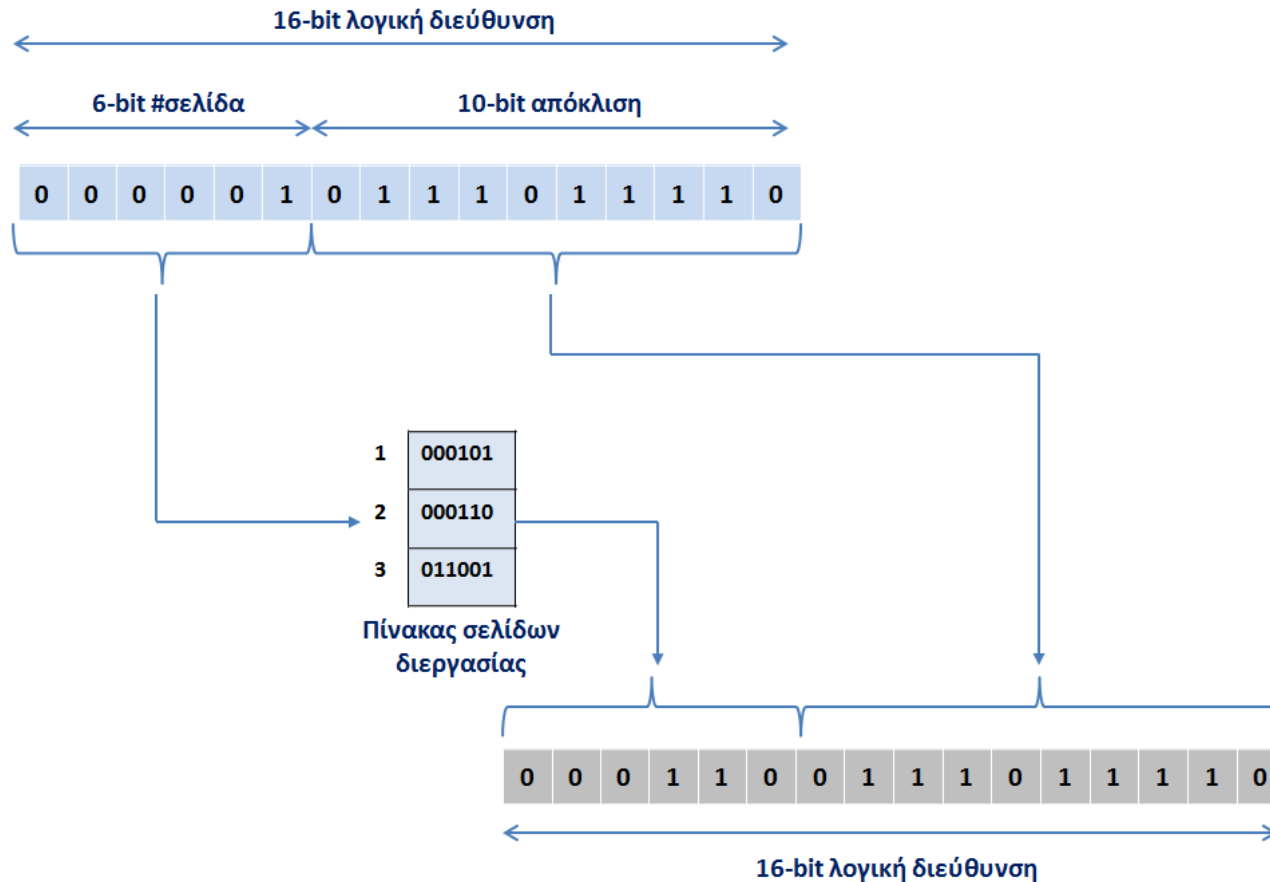 16-bit λογική διεύθυνση
6-bit #σελίδα 10-bit απόκλιση
0 0 0 0 0 1 0 1 1 1 0 1 1 1 1 0
1 000101
2 000110
3 011001
Πίνακας σελίδων
διεργασίας
0 0 0 1 1 0 0 1 1 1 0 1 1 1 1 0
16-bit λογική διεύθυνση